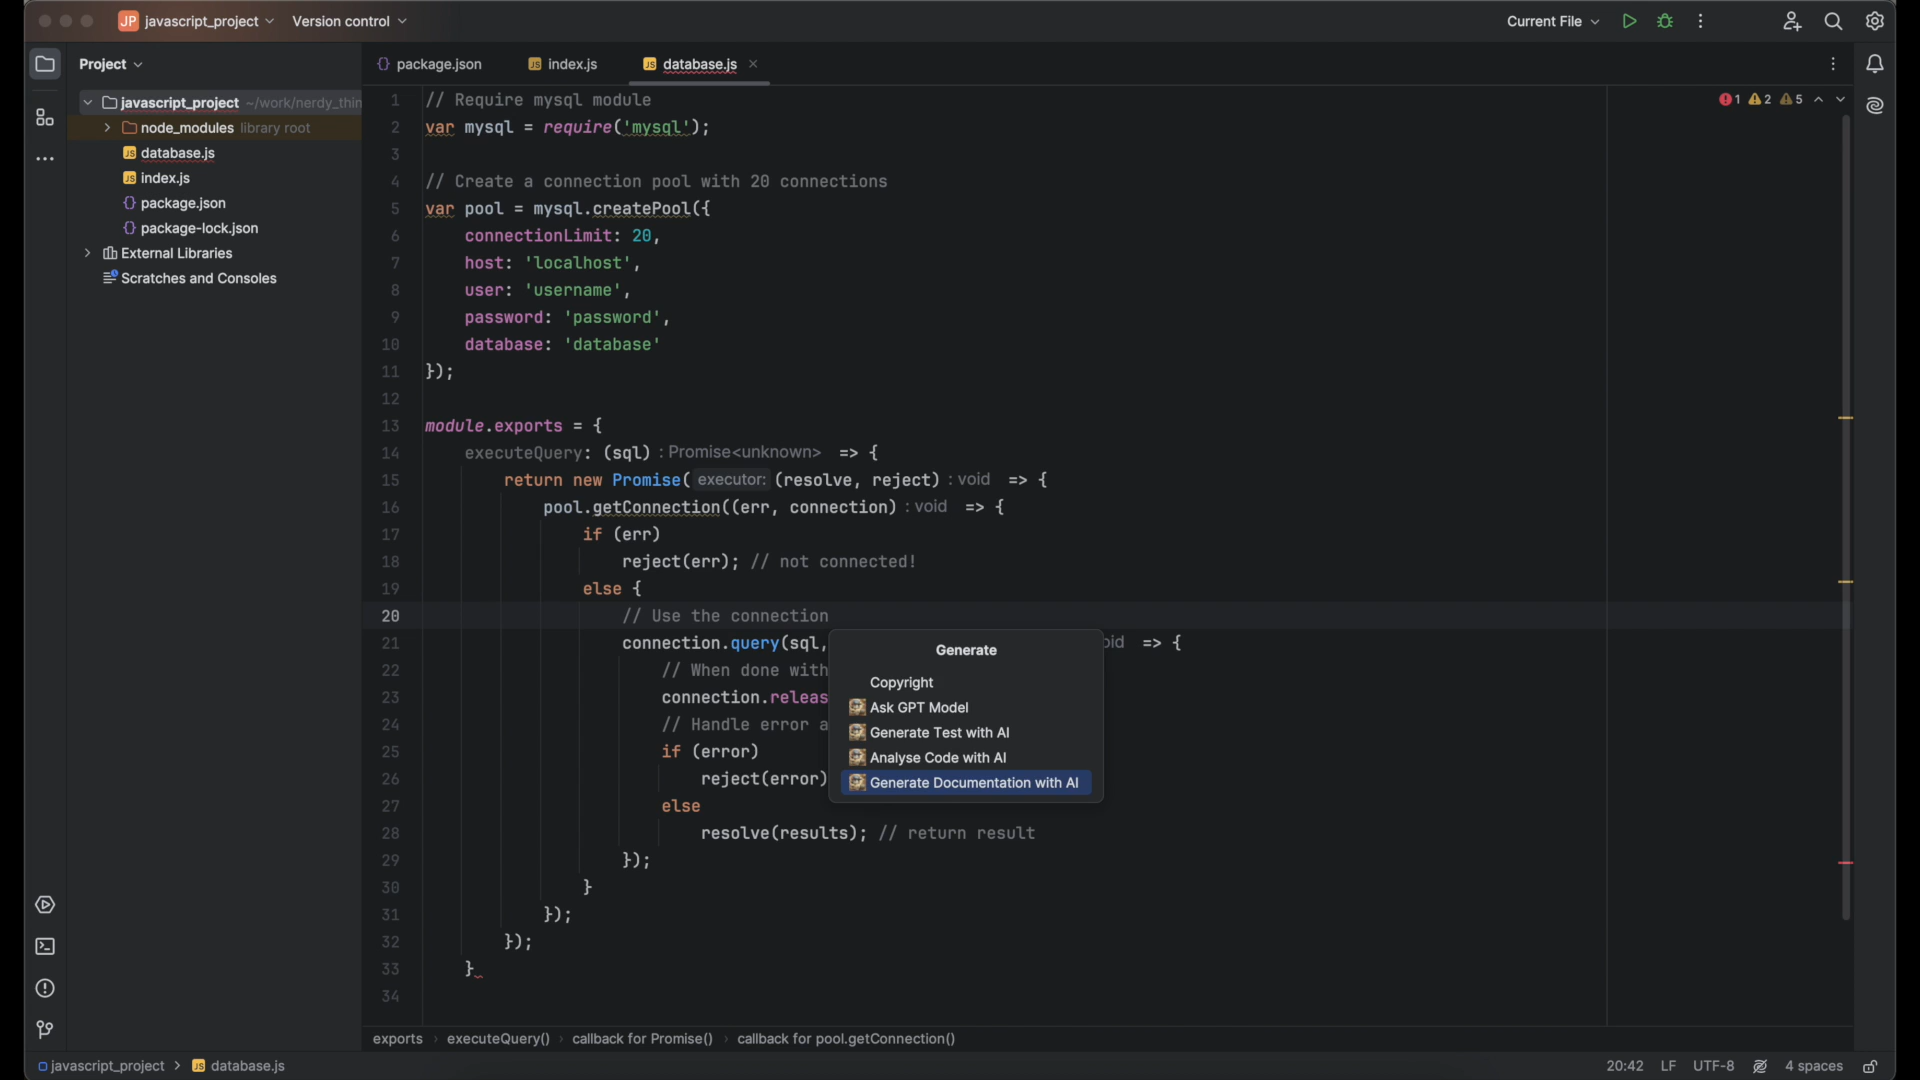 JP javascript_project Version control Current File
Project package.json index.js database.js
javascript_project ~/work/nerdy_thin
node_modules library root
database.js
index.js
package.json
package-lock.json
External Libraries
Scratches and Consoles
1 2 5
1 // Require mysql module
2 var mysql = require('mysql');
3
4 // Create a connection pool with 20 connections
5 var pool = mysql.createPool({
6 connectionLimit: 20,
7 host: 'localhost',
8 user: 'username',
9 password: 'password',
10 database: 'database'
11 });
12
13 module.exports = {
14 executeQuery: (sql) : Promise<unknown> => {
15 return new Promise( executor: (resolve, reject) : void => {
16 pool.getConnection((err, connection) : void => {
17 if (err)
18 reject(err); // not connected!
19 else {
20 // Use the connection
21 connection.query(sql, oid => {
22 // When done with
23 connection.releas
24 // Handle error a
25 if (error)
26 reject(error)
27 else
28 resolve(results); // return result
29 });
30 }
31 });
32 });
33 }
34
Generate
Copyright
Ask GPT Model
Generate Test with AI
Analyse Code with AI
Generate Documentation with AI
exports executeQuery() callback for Promise() callback for pool.getConnection()
javascript_project JS database.js 20:42 LF UTF-8 4 spaces